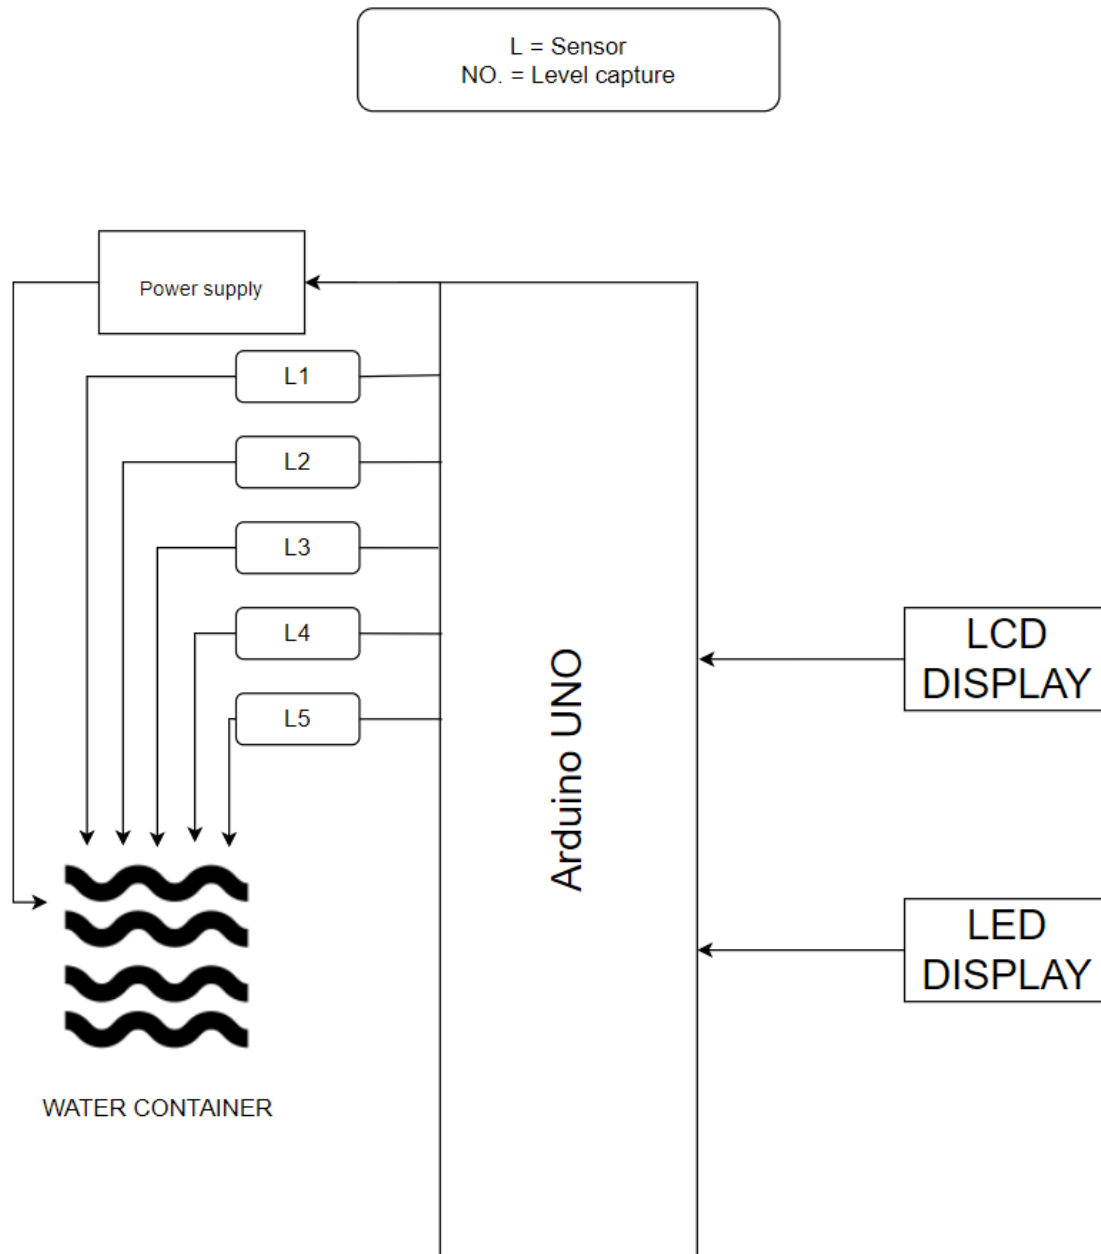 L = Sensor
NO. = Level capture
Power supply
L1
L2
L3
L4
L5
Arduino UNO
LCD
DISPLAY
LED
DISPLAY
WATER CONTAINER